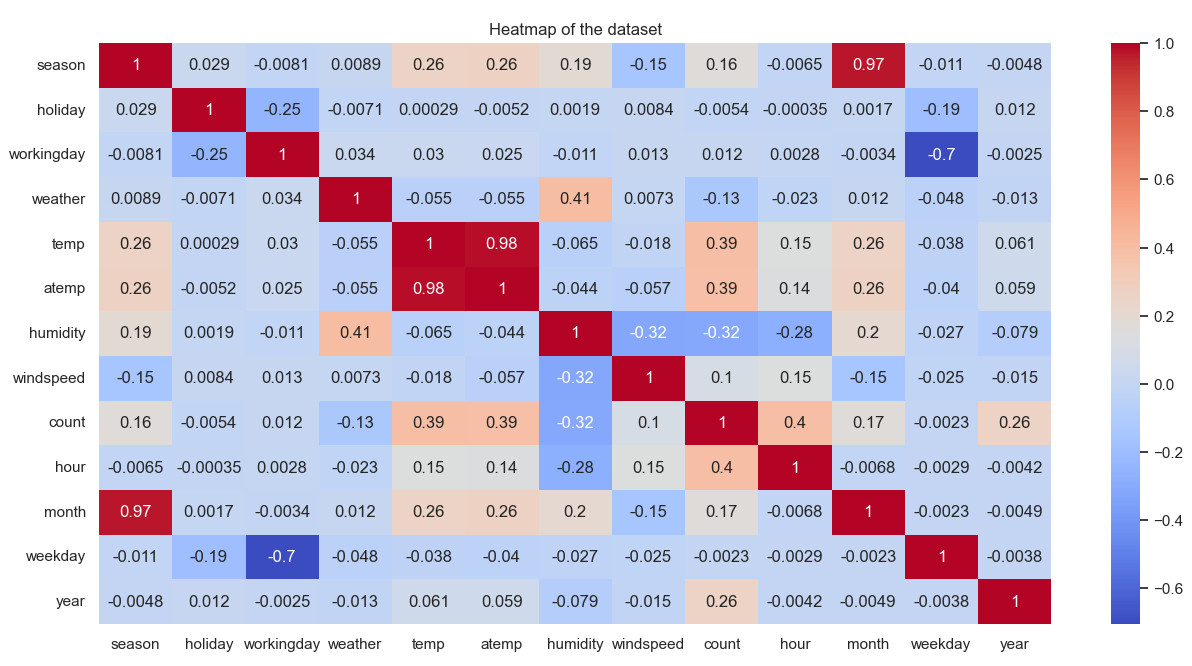 Heatmap of the dataset
season 1 0.029 -0.0081 0.0089 0.26 0.26 0.19 -0.15 0.16 -0.0065 0.97 -0.011 -0.0048
holiday 0.029 1 -0.25 -0.0071 0.00029 -0.0052 0.0019 0.0084 -0.0054 -0.00035 0.0017 -0.19 0.012
workingday -0.0081 -0.25 1 0.034 0.03 0.025 -0.011 0.013 0.012 0.0028 -0.0034 -0.7 -0.0025
weather 0.0089 -0.0071 0.034 1 -0.055 -0.055 0.41 0.0073 -0.13 -0.023 0.012 -0.048 -0.013
temp 0.26 0.00029 0.03 -0.055 1 0.98 -0.065 -0.018 0.39 0.15 0.26 -0.038 0.061
atemp 0.26 -0.0052 0.025 -0.055 0.98 1 -0.044 -0.057 0.39 0.14 0.26 -0.04 0.059
humidity 0.19 0.0019 -0.011 0.41 -0.065 -0.044 1 -0.32 -0.32 -0.28 0.2 -0.027 -0.079
windspeed -0.15 0.0084 0.013 0.0073 -0.018 -0.057 -0.32 1 0.1 0.15 -0.15 -0.025 -0.015
count 0.16 -0.0054 0.012 -0.13 0.39 0.39 -0.32 0.1 1 0.4 0.17 -0.0023 0.26
hour -0.0065 -0.00035 0.0028 -0.023 0.15 0.14 -0.28 0.15 0.4 1 -0.0068 -0.0029 -0.0042
month 0.97 0.0017 -0.0034 0.012 0.26 0.26 0.2 -0.15 0.17 -0.0068 1 -0.0023 -0.0049
weekday -0.011 -0.19 -0.7 -0.048 -0.038 -0.04 -0.027 -0.025 -0.0023 -0.0029 -0.0023 1 -0.0038
year -0.0048 0.012 -0.0025 -0.013 0.061 0.059 -0.079 -0.015 0.26 -0.0042 -0.0049 -0.0038 1
season holiday workingday weather temp atemp humidity windspeed count hour month weekday year
1.0
0.8
0.6
0.4
0.2
0.0
−0.2
−0.4
−0.6